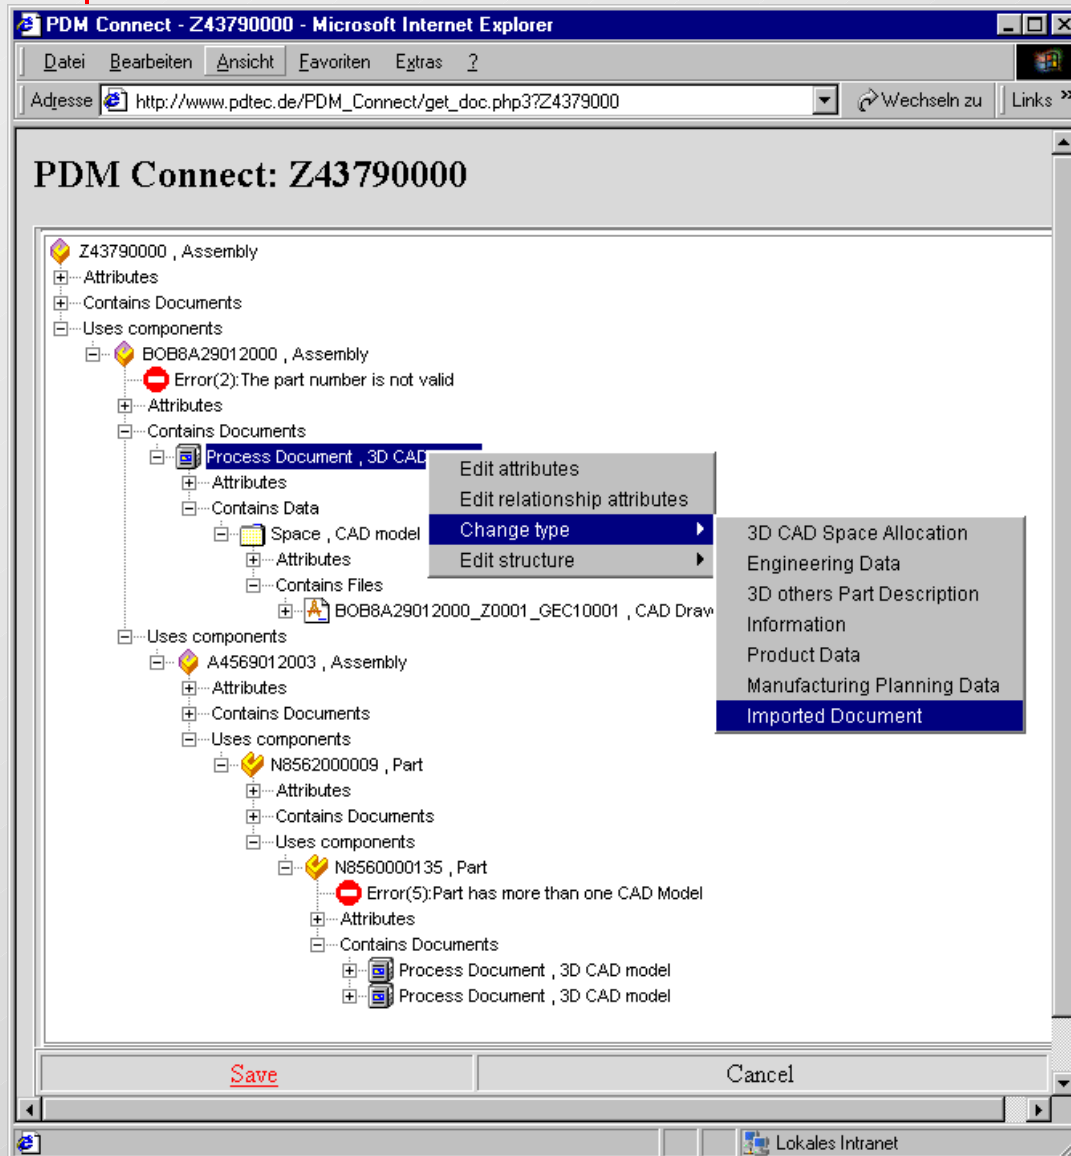 PDM Connect - Z43790000 - Microsoft Internet Explorer
Datei Bearbeiten Ansicht Favoriten Extras ?
Adresse http://www.pdtec.de/PDM_Connect/get_doc.php3?Z4379000 Wechseln zu Links »
PDM Connect: Z43790000
Z43790000 , Assembly
Attributes
Contains Documents
Uses components
BOB8A29012000 , Assembly
Error(2):The part number is not valid
Attributes
Contains Documents
Process Document , 3D CAD
Attributes
Contains Data
Space , CAD model
Attributes
Contains Files
BOB8A29012000_Z0001_GEC10001 , CAD Draw
Uses components
A4569012003 , Assembly
Attributes
Contains Documents
Uses components
N8562000009 , Part
Attributes
Contains Documents
Uses components
N8560000135 , Part
Error(5):Part has more than one CAD Model
Attributes
Contains Documents
Process Document , 3D CAD model
Process Document , 3D CAD model
Edit attributes
Edit relationship attributes
Change type
Edit structure
3D CAD Space Allocation
Engineering Data
3D others Part Description
Information
Product Data
Manufacturing Planning Data
Imported Document
Save Cancel
Lokales Intranet